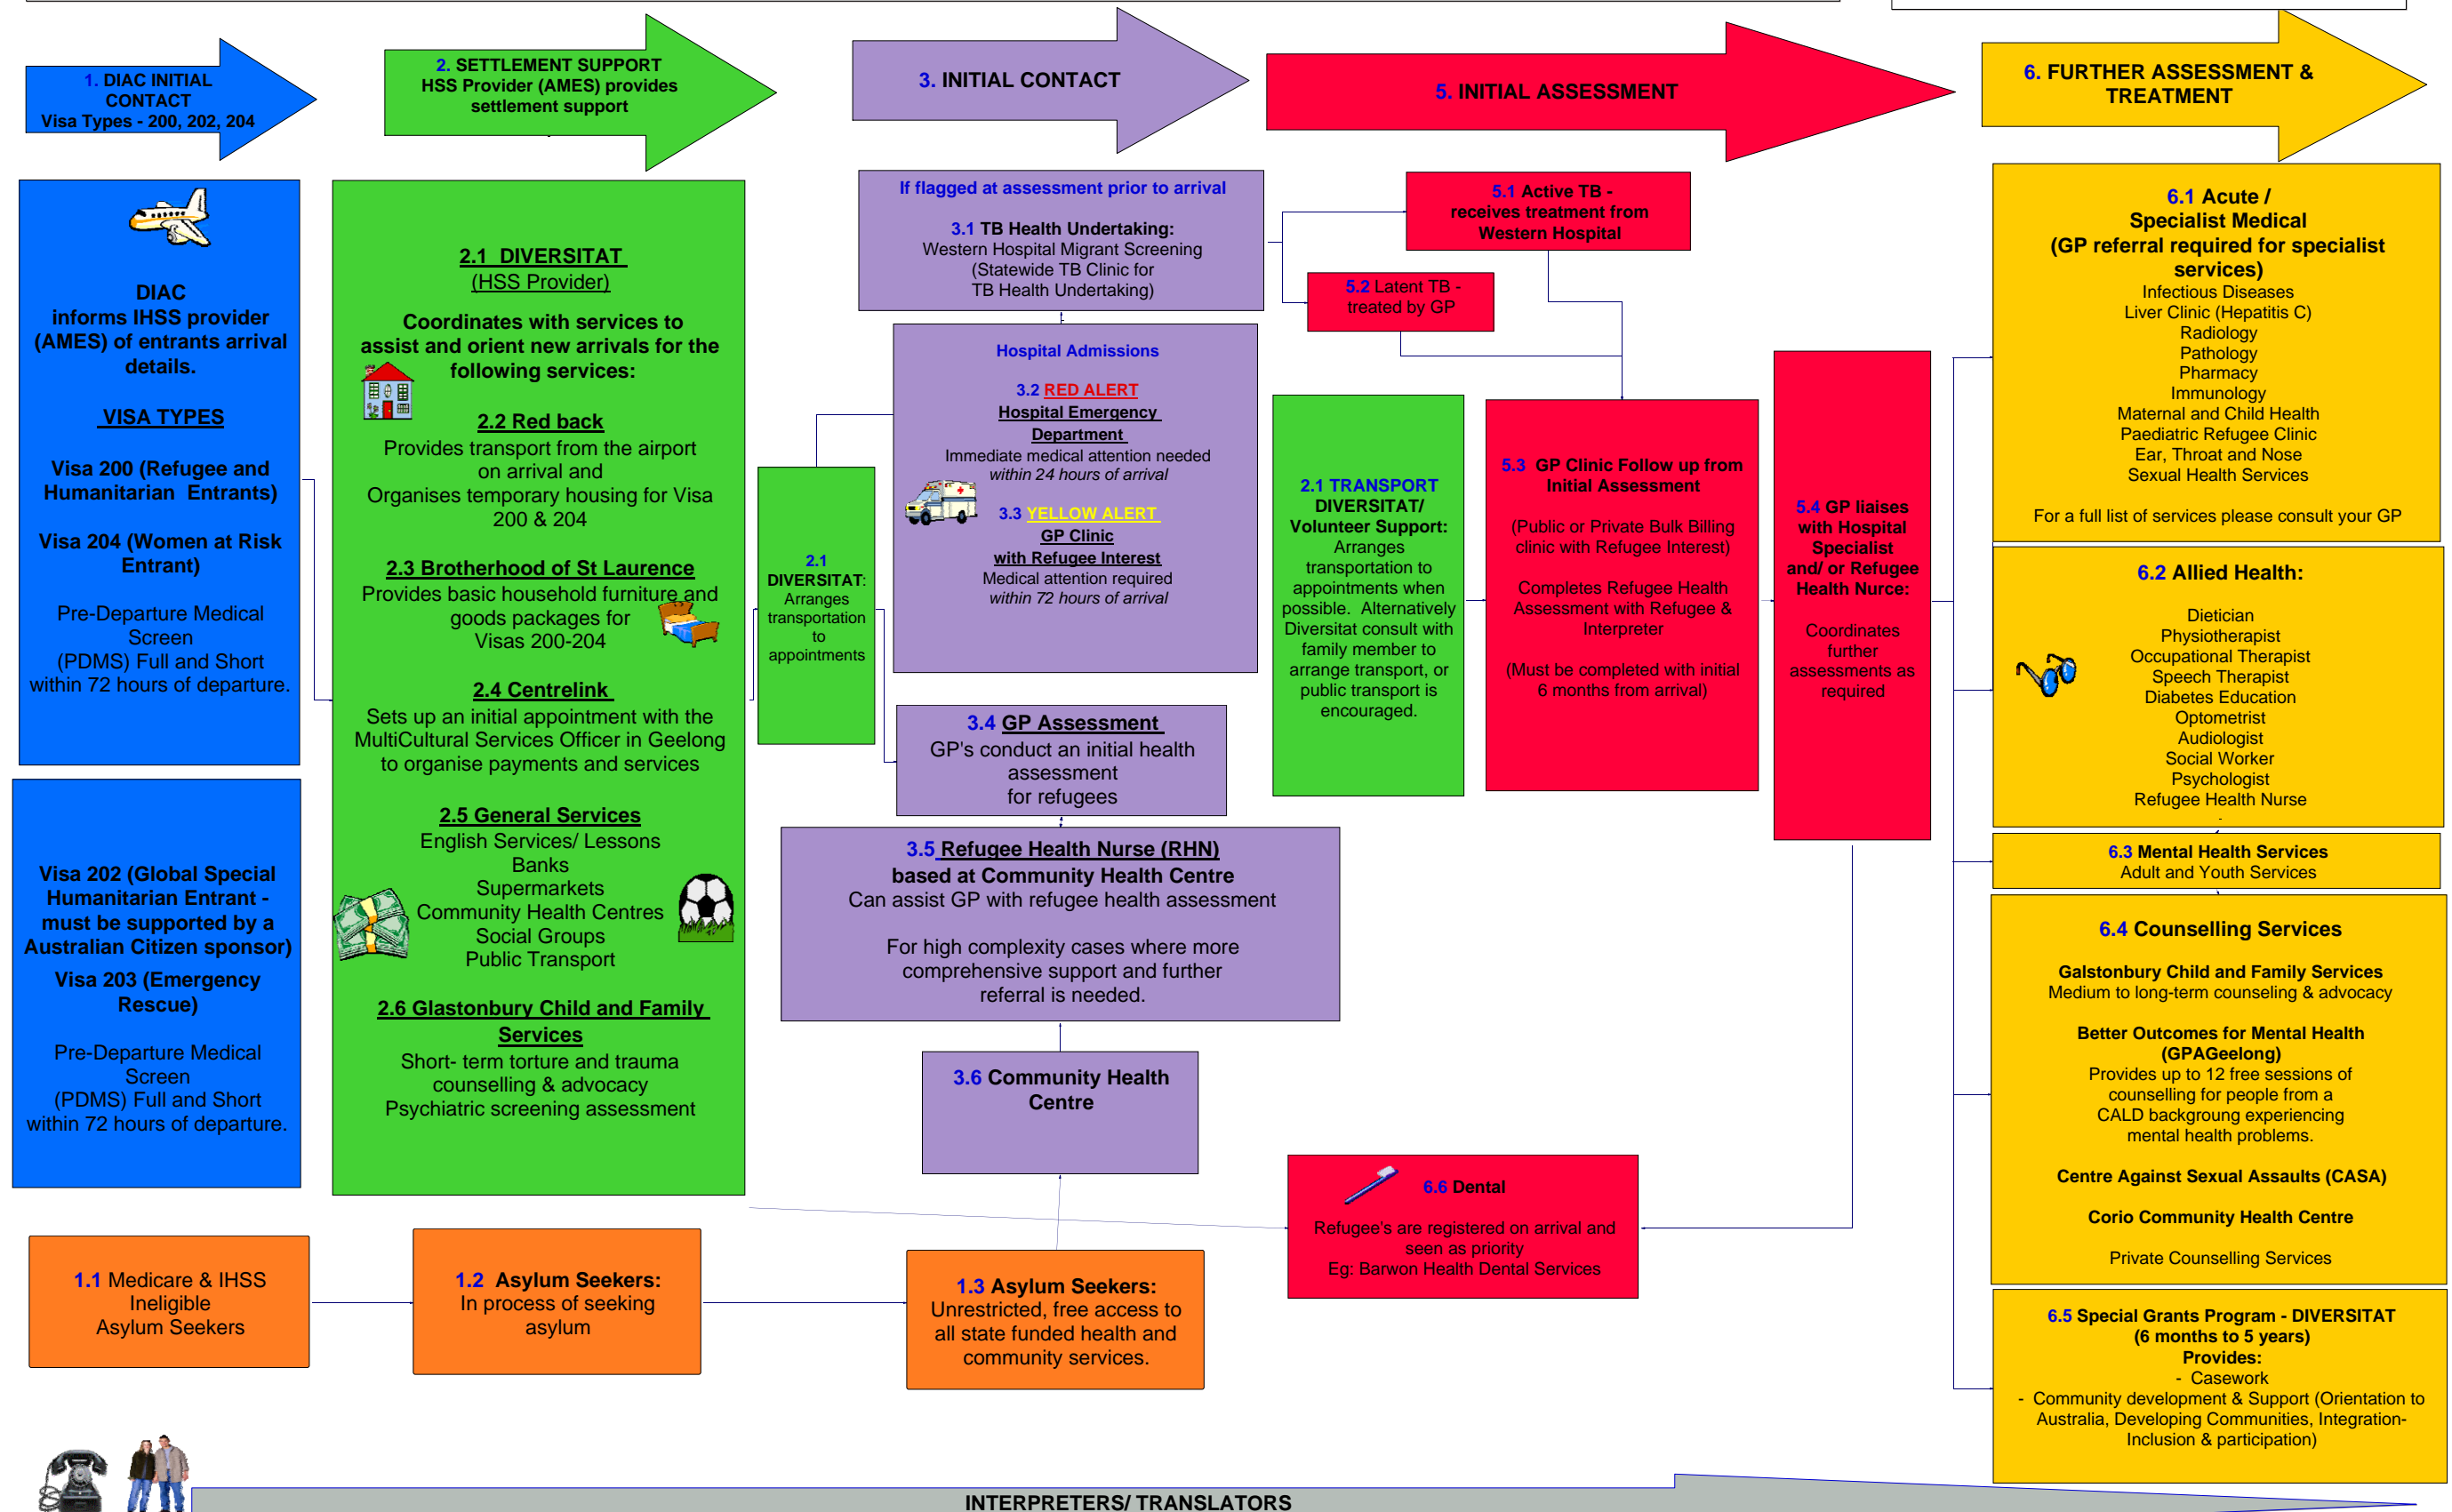 1. DIAC INITIAL
CONTACT
Visa Types - 200, 202, 204
2. SETTLEMENT SUPPORT
HSS Provider (AMES) provides
settlement support
3. INITIAL CONTACT
5. INITIAL ASSESSMENT
6. FURTHER ASSESSMENT &
TREATMENT
DIAC
informs IHSS provider
(AMES) of entrants arrival
details.
VISA TYPES
Visa 200 (Refugee and
Humanitarian Entrants)
Visa 204 (Women at Risk
Entrant)
Pre-Departure Medical
Screen
(PDMS) Full and Short
within 72 hours of departure.
Visa 202 (Global Special
Humanitarian Entrant -
must be supported by a
Australian Citizen sponsor)
Visa 203 (Emergency
Rescue)
Pre-Departure Medical
Screen
(PDMS) Full and Short
within 72 hours of departure.
2.1 DIVERSITAT
(HSS Provider)
Coordinates with services to
assist and orient new arrivals for the
following services:
2.2 Red back
Provides transport from the airport
on arrival and
Organises temporary housing for Visa
200 & 204
2.3 Brotherhood of St Laurence
Provides basic household furniture and
goods packages for
Visas 200-204
2.4 Centrelink
Sets up an initial appointment with the
MultiCultural Services Officer in Geelong
to organise payments and services
2.5 General Services
English Services/ Lessons
Banks
Supermarkets
Community Health Centres
Social Groups
Public Transport
2.6 Glastonbury Child and Family
Services
Short- term torture and trauma
counselling & advocacy
Psychiatric screening assessment
2.1
DIVERSITAT:
Arranges
transportation
to
appointments
If flagged at assessment prior to arrival
3.1 TB Health Undertaking:
Western Hospital Migrant Screening
(Statewide TB Clinic for
TB Health Undertaking)
Hospital Admissions
3.2 RED ALERT
Hospital Emergency
Department
Immediate medical attention needed
within 24 hours of arrival
3.3 YELLOW ALERT
GP Clinic
with Refugee Interest
Medical attention required
within 72 hours of arrival
3.4 GP Assessment
GP's conduct an initial health
assessment
for refugees
3.5 Refugee Health Nurse (RHN)
based at Community Health Centre
Can assist GP with refugee health assessment
For high complexity cases where more
comprehensive support and further
referral is needed.
3.6 Community Health
Centre
5.1 Active TB -
receives treatment from
Western Hospital
5.2 Latent TB -
treated by GP
2.1 TRANSPORT
DIVERSITAT/
Volunteer Support:
Arranges
transportation to
appointments when
possible. Alternatively
Diversitat consult with
family member to
arrange transport, or
public transport is
encouraged.
5.3 GP Clinic Follow up from
Initial Assessment
(Public or Private Bulk Billing
clinic with Refugee Interest)
Completes Refugee Health
Assessment with Refugee &
Interpreter
(Must be completed with initial
6 months from arrival)
5.4 GP liaises
with Hospital
Specialist
and/ or Refugee
Health Nurce:
Coordinates
further
assessments as
required
6.6 Dental
Refugee's are registered on arrival and
seen as priority
Eg: Barwon Health Dental Services
6.1 Acute /
Specialist Medical
(GP referral required for specialist
services)
Infectious Diseases
Liver Clinic (Hepatitis C)
Radiology
Pathology
Pharmacy
Immunology
Maternal and Child Health
Paediatric Refugee Clinic
Ear, Throat and Nose
Sexual Health Services
For a full list of services please consult your GP
6.2 Allied Health:
Dietician
Physiotherapist
Occupational Therapist
Speech Therapist
Diabetes Education
Optometrist
Audiologist
Social Worker
Psychologist
Refugee Health Nurse
-
6.3 Mental Health Services
Adult and Youth Services
6.4 Counselling Services
Galstonbury Child and Family Services
Medium to long-term counseling & advocacy
Better Outcomes for Mental Health
(GPAGeelong)
Provides up to 12 free sessions of
counselling for people from a
CALD backgroung experiencing
mental health problems.
Centre Against Sexual Assaults (CASA)
Corio Community Health Centre
Private Counselling Services
6.5 Special Grants Program - DIVERSITAT
(6 months to 5 years)
Provides:
- Casework
- Community development & Support (Orientation to
Australia, Developing Communities, Integration-
Inclusion & participation)
1.1 Medicare & IHSS
Ineligible
Asylum Seekers
1.2 Asylum Seekers:
In process of seeking
asylum
1.3 Asylum Seekers:
Unrestricted, free access to
all state funded health and
community services.
INTERPRETERS/ TRANSLATORS